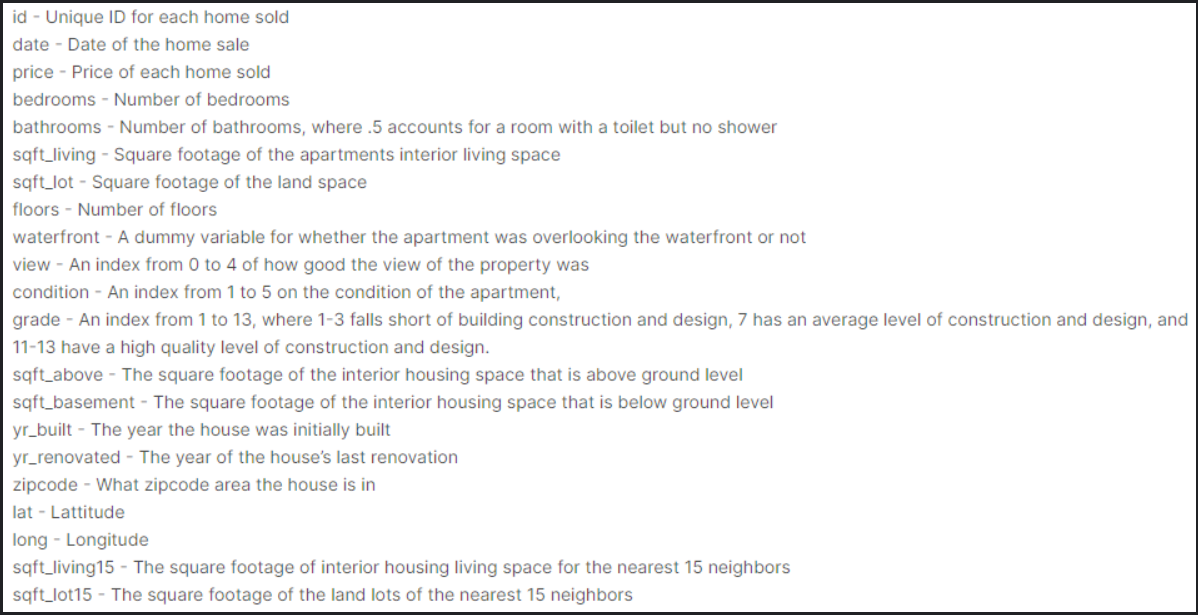 id - Unique ID for each home sold
date - Date of the home sale
price - Price of each home sold
bedrooms - Number of bedrooms
bathrooms - Number of bathrooms, where .5 accounts for a room with a toilet but no shower
sqft_living - Square footage of the apartments interior living space
sqft_lot - Square footage of the land space
floors - Number of floors
waterfront - A dummy variable for whether the apartment was overlooking the waterfront or not
view - An index from 0 to 4 of how good the view of the property was
condition - An index from 1 to 5 on the condition of the apartment,
grade - An index from 1 to 13, where 1-3 falls short of building construction and design, 7 has an average level of construction and design, and
11-13 have a high quality level of construction and design.
sqft_above - The square footage of the interior housing space that is above ground level
sqft_basement - The square footage of the interior housing space that is below ground level
yr_built - The year the house was initially built
yr_renovated - The year of the house’s last renovation
zipcode - What zipcode area the house is in
lat - Lattitude
long - Longitude
sqft_living15 - The square footage of interior housing living space for the nearest 15 neighbors
sqft_lot15 - The square footage of the land lots of the nearest 15 neighbors